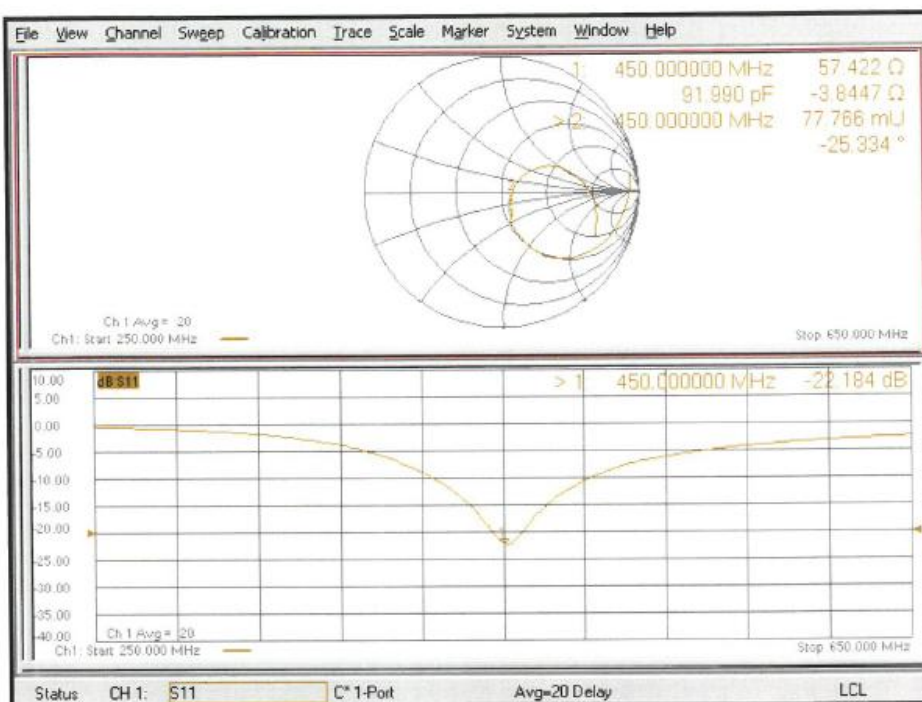 File View Channel Sweep Calibration Trace Scale Marker System Window Help
1: 450.000000 MHz 57.422 Ω
91.990 pF -3.8447 Ω
> 2: 450.000000 MHz 77.766 mU
-25.334 °
Ch 1 Avg = 20
Ch1: Start 250.000 MHz
Stop 650.000 MHz
10.00
dB S11
> 1 450.000000 MHz -22.184 dB
5.00
0.00
-5.00
-10.00
-15.00
-20.00
-25.00
-30.00
-35.00
-40.00
Ch 1 Avg = 20
Ch1: Start 250.000 MHz
Stop 650.000 MHz
Status CH 1: S11 C* 1-Port Avg=20 Delay LCL